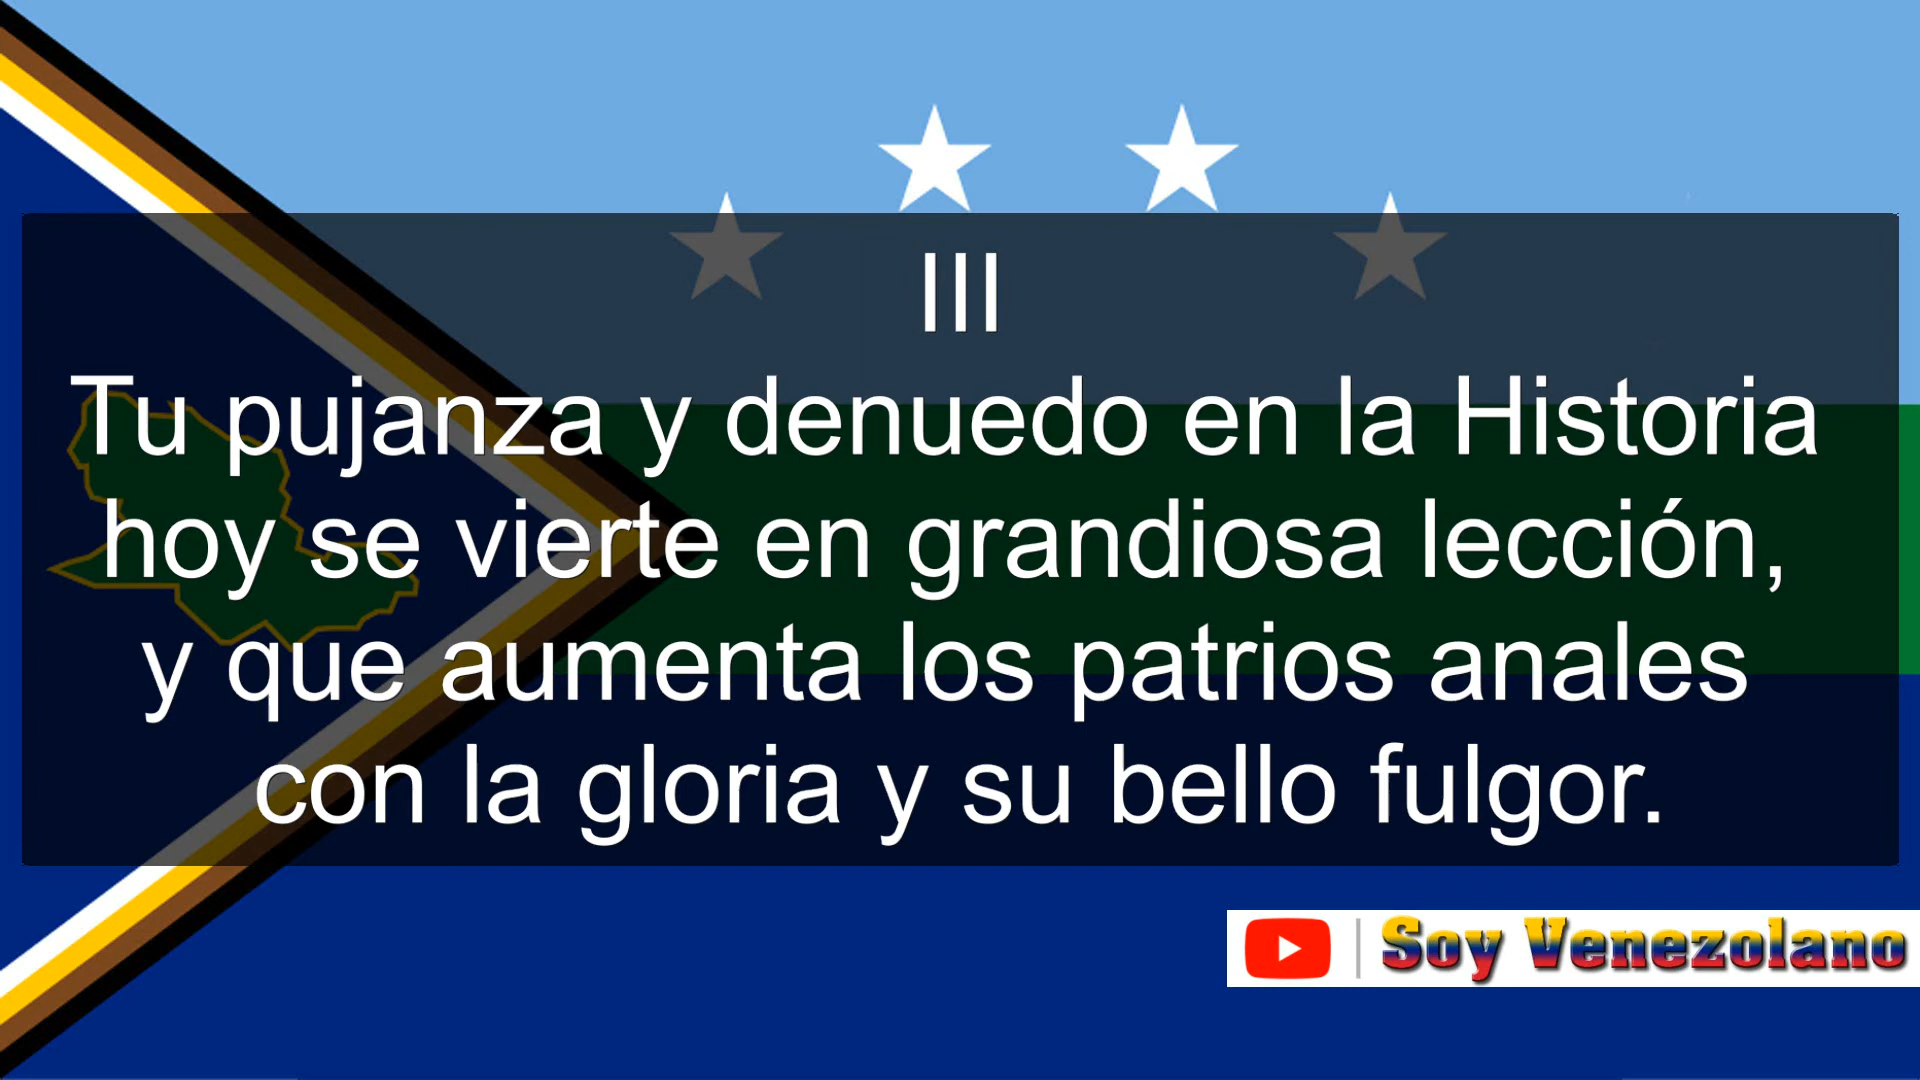 III
Tu pujanza y denuedo en la Historia
hoy se vierte en grandiosa lección,
y que aumenta los patrios anales
con la gloria y su bello fulgor.
Soy Venezolano